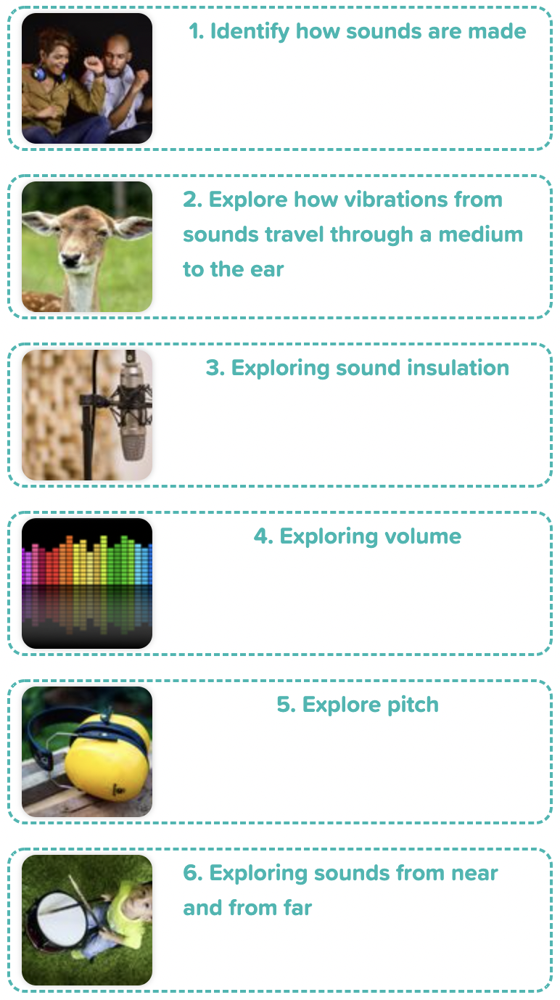 1. Identify how sounds are made
2. Explore how vibrations from
sounds travel through a medium
to the ear
3. Exploring sound insulation
4. Exploring volume
5. Explore pitch
6. Exploring sounds from near
and from far